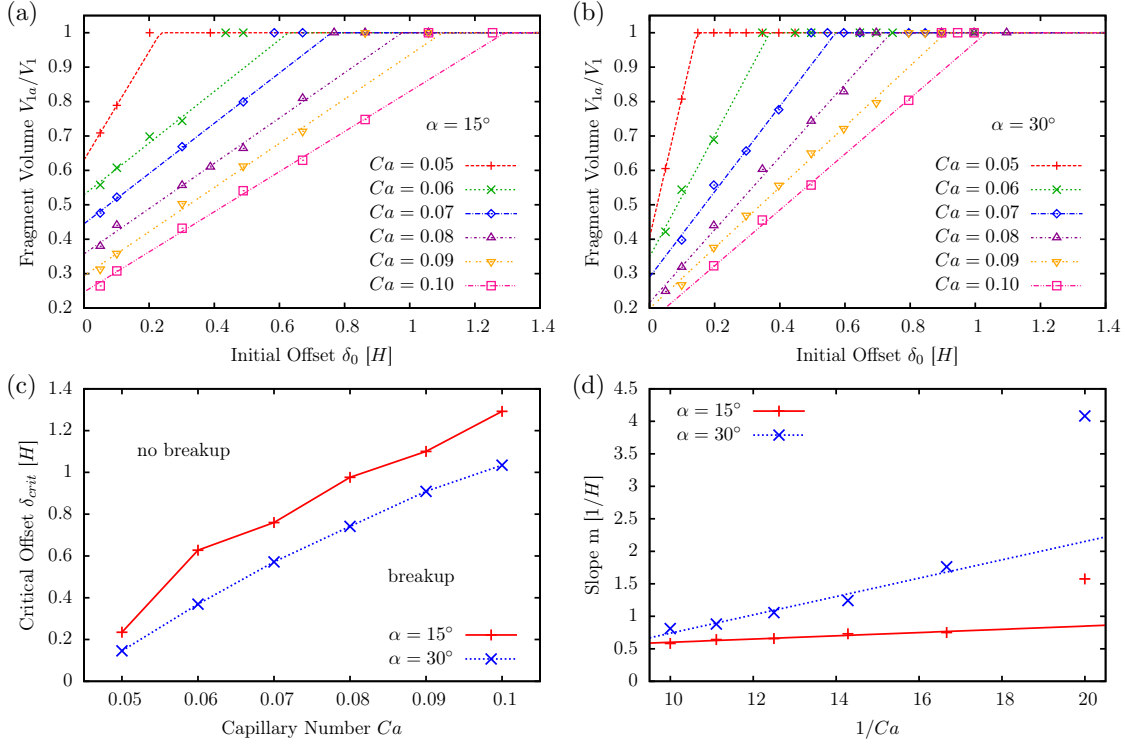 (a)
1
0.9
0.8
0.7
0.6
0.5
0.4
0.3
0.2
Fragment Volume V₁ₐ/V₁
0 0.2 0.4 0.6 0.8 1 1.2 1.4
Initial Offset δ₀ [H]
α = 15°
Ca = 0.05
Ca = 0.06
Ca = 0.07
Ca = 0.08
Ca = 0.09
Ca = 0.10
(b)
1
0.9
0.8
0.7
0.6
0.5
0.4
0.3
0.2
Fragment Volume V₁ₐ/V₁
0 0.2 0.4 0.6 0.8 1 1.2 1.4
Initial Offset δ₀ [H]
α = 30°
Ca = 0.05
Ca = 0.06
Ca = 0.07
Ca = 0.08
Ca = 0.09
Ca = 0.10
(c)
1.4
1.2
1
0.8
0.6
0.4
0.2
0
Critical Offset δ_crit [H]
no breakup
breakup
α = 15°
α = 30°
0.05 0.06 0.07 0.08 0.09 0.1
Capillary Number Ca
(d)
4.5
4
3.5
3
2.5
2
1.5
1
0.5
0
Slope m [1/H]
α = 15°
α = 30°
10 12 14 16 18 20
1/Ca